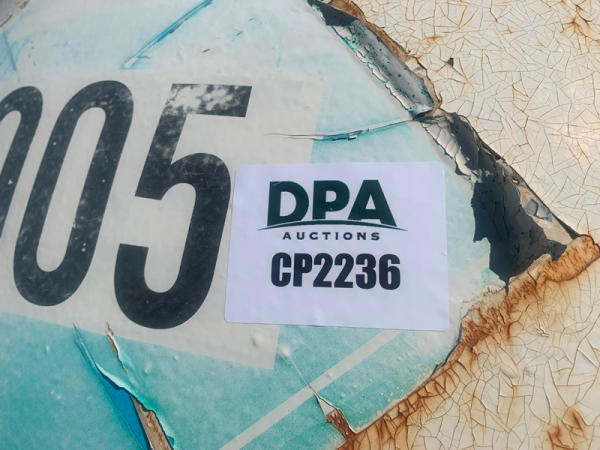 005
DPA
AUCTIONS
CP2236